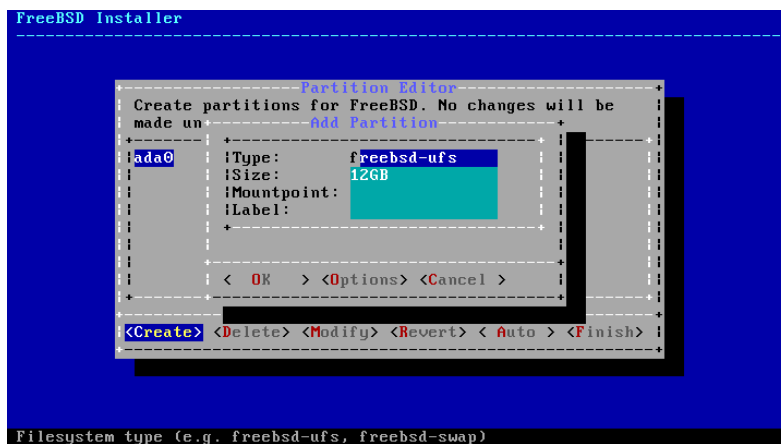 FreeBSD Installer
Partition Editor
Create partitions for FreeBSD. No changes will be
made un
Add Partition
ada0
Type: freebsd-ufs
Size: 12GB
Mountpoint:
Label:
< OK > <Options> <Cancel >
<Create> <Delete> <Modify> <Revert> < Auto > <Finish>
Filesystem type (e.g. freebsd-ufs, freebsd-swap)